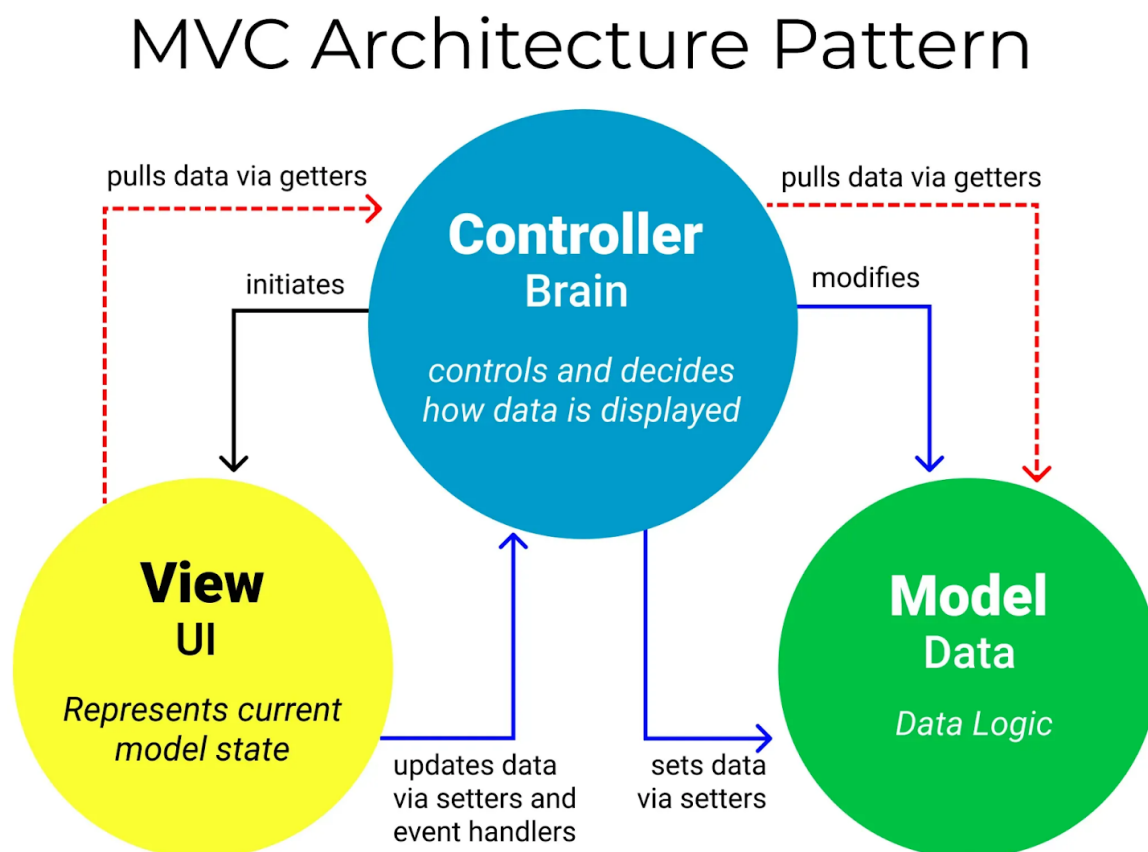 MVC Architecture Pattern
pulls data via getters
pulls data via getters
Controller
Brain
controls and decides
how data is displayed
initiates
modifies
View
UI
Represents current
model state
Model
Data
Data Logic
updates data
via setters and
event handlers
sets data
via setters